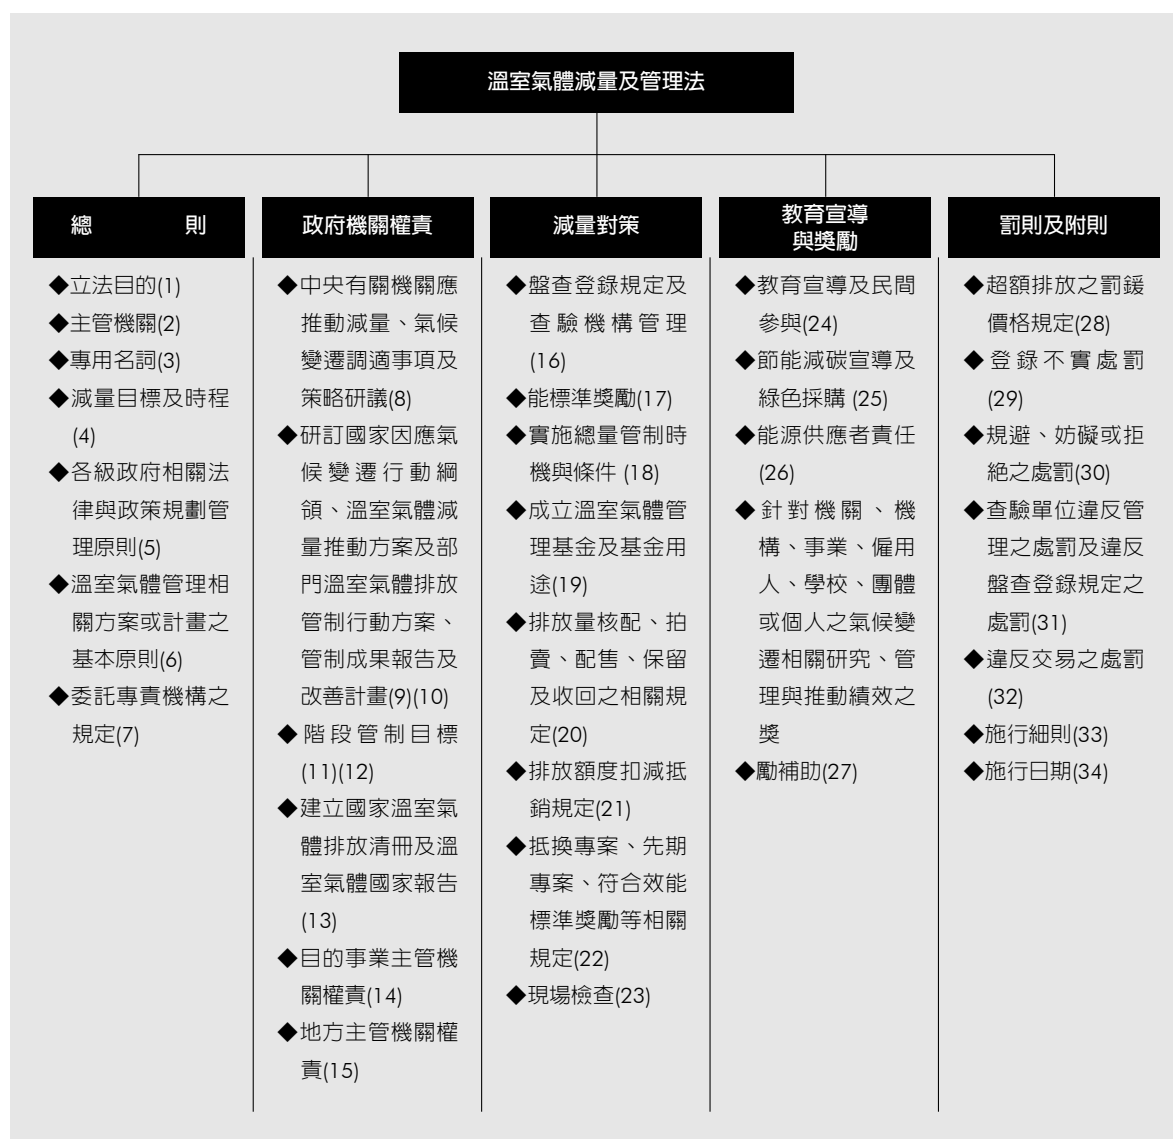 溫室氣體減量及管理法
總 則
◆立法目的(1)
◆主管機關(2)
◆專用名詞(3)
◆減量目標及時程
(4)
◆各級政府相關法
律與政策規劃管
理原則(5)
◆溫室氣體管理相
關方案或計畫之
基本原則(6)
◆委託專責機構之
規定(7)
政府機關權責
◆中央有關機關應
推動減量、氣候
變遷調適事項及
策略研議(8)
◆研訂國家因應氣
候變遷行動綱
領、溫室氣體減
量推動方案及部
門溫室氣體排放
管制行動方案、
管制成果報告及
改善計畫(9)(10)
◆階段管制目標
(11)(12)
◆建立國家溫室氣
體排放清冊及溫
室氣體國家報告
(13)
◆目的事業主管機
關權責(14)
◆地方主管機關權
責(15)
減量對策
◆盤查登錄規定及
查驗機構管理
(16)
◆能標準獎勵(17)
◆實施總量管制時
機與條件 (18)
◆成立溫室氣體管
理基金及基金用
途(19)
◆排放量核配、拍
賣、配售、保留
及收回之相關規
定(20)
◆排放額度扣減抵
銷規定(21)
◆抵換專案、先期
專案、符合效能
標準獎勵等相關
規定(22)
◆現場檢查(23)
教育宣導
與獎勵
◆教育宣導及民間
參與(24)
◆節能減碳宣導及
綠色採購 (25)
◆能源供應者責任
(26)
◆針對機關、機
構、事業、僱用
人、學校、團體
或個人之氣候變
遷相關研究、管
理與推動績效之
獎
◆勵補助(27)
罰則及附則
◆超額排放之罰鍰
價格規定(28)
◆登錄不實處罰
(29)
◆規避、妨礙或拒
絕之處罰(30)
◆查驗單位違反管
理之處罰及違反
盤查登錄規定之
處罰(31)
◆違反交易之處罰
(32)
◆施行細則(33)
◆施行日期(34)